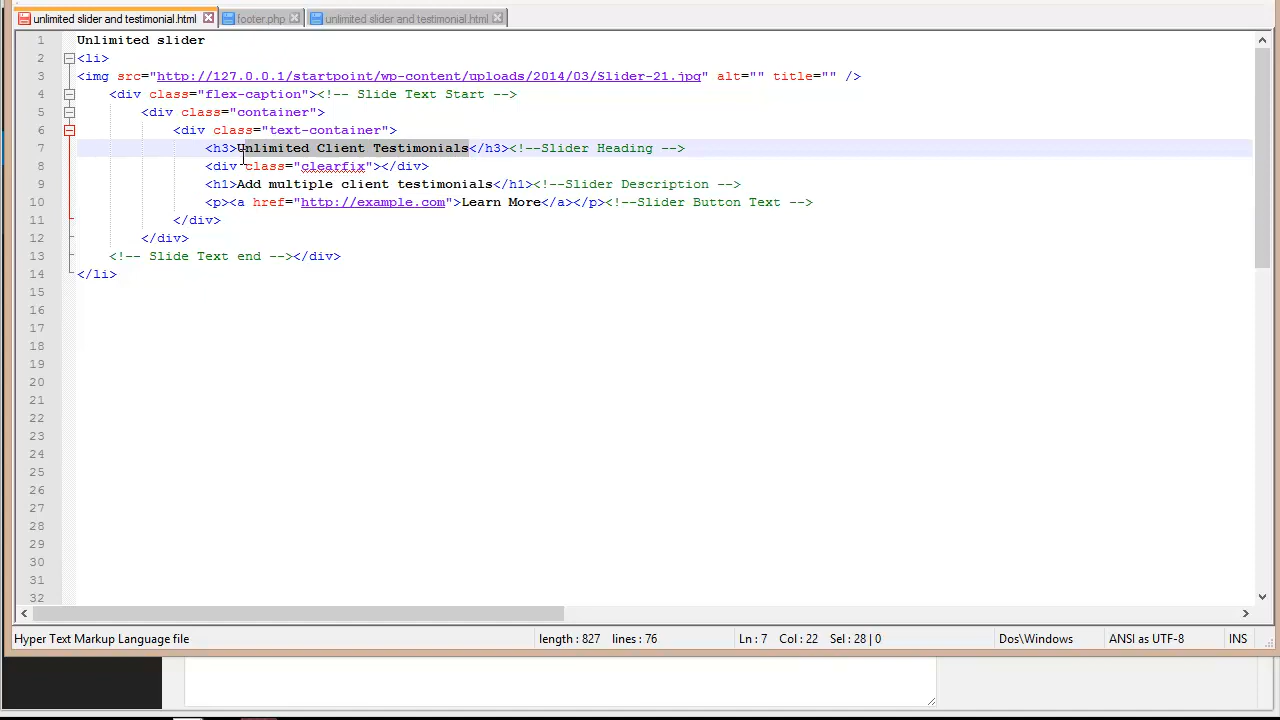 unlimited slider and testimonial.html footer.php unlimited slider and testimonial.html
1 Unlimited slider
2 <li>
3 <img src="http://127.0.0.1/startpoint/wp-content/uploads/2014/03/Slider-21.jpg" alt="" title="" />
4 <div class="flex-caption"><!-- Slide Text Start -->
5 <div class="container">
6 <div class="text-container">
7 <h3>Unlimited Client Testimonials</h3><!--Slider Heading -->
8 <div class="clearfix"></div>
9 <h1>Add multiple client testimonials</h1><!--Slider Description -->
10 <p><a href="http://example.com">Learn More</a></p><!--Slider Button Text -->
11 </div>
12 </div>
13 <!-- Slide Text end --></div>
14 </li>
15
16
17
18
19
20
21
22
23
24
25
26
27
28
29
30
31
32
Hyper Text Markup Language file length : 827 lines : 76 Ln : 7 Col : 22 Sel : 28 | 0 Dos\Windows ANSI as UTF-8 INS